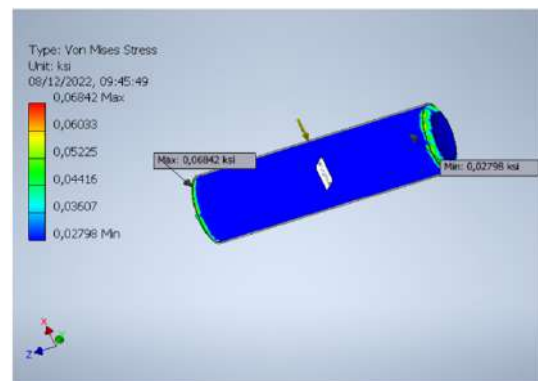 Type: Von Mises Stress
Unit: ksi
08/12/2022, 09:45:49
0,06842 Max
0,06033
0,05225
0,04416
0,03607
0,02798 Min
Max: 0,06842 ksi
Min: 0,02798 ksi
X
Z